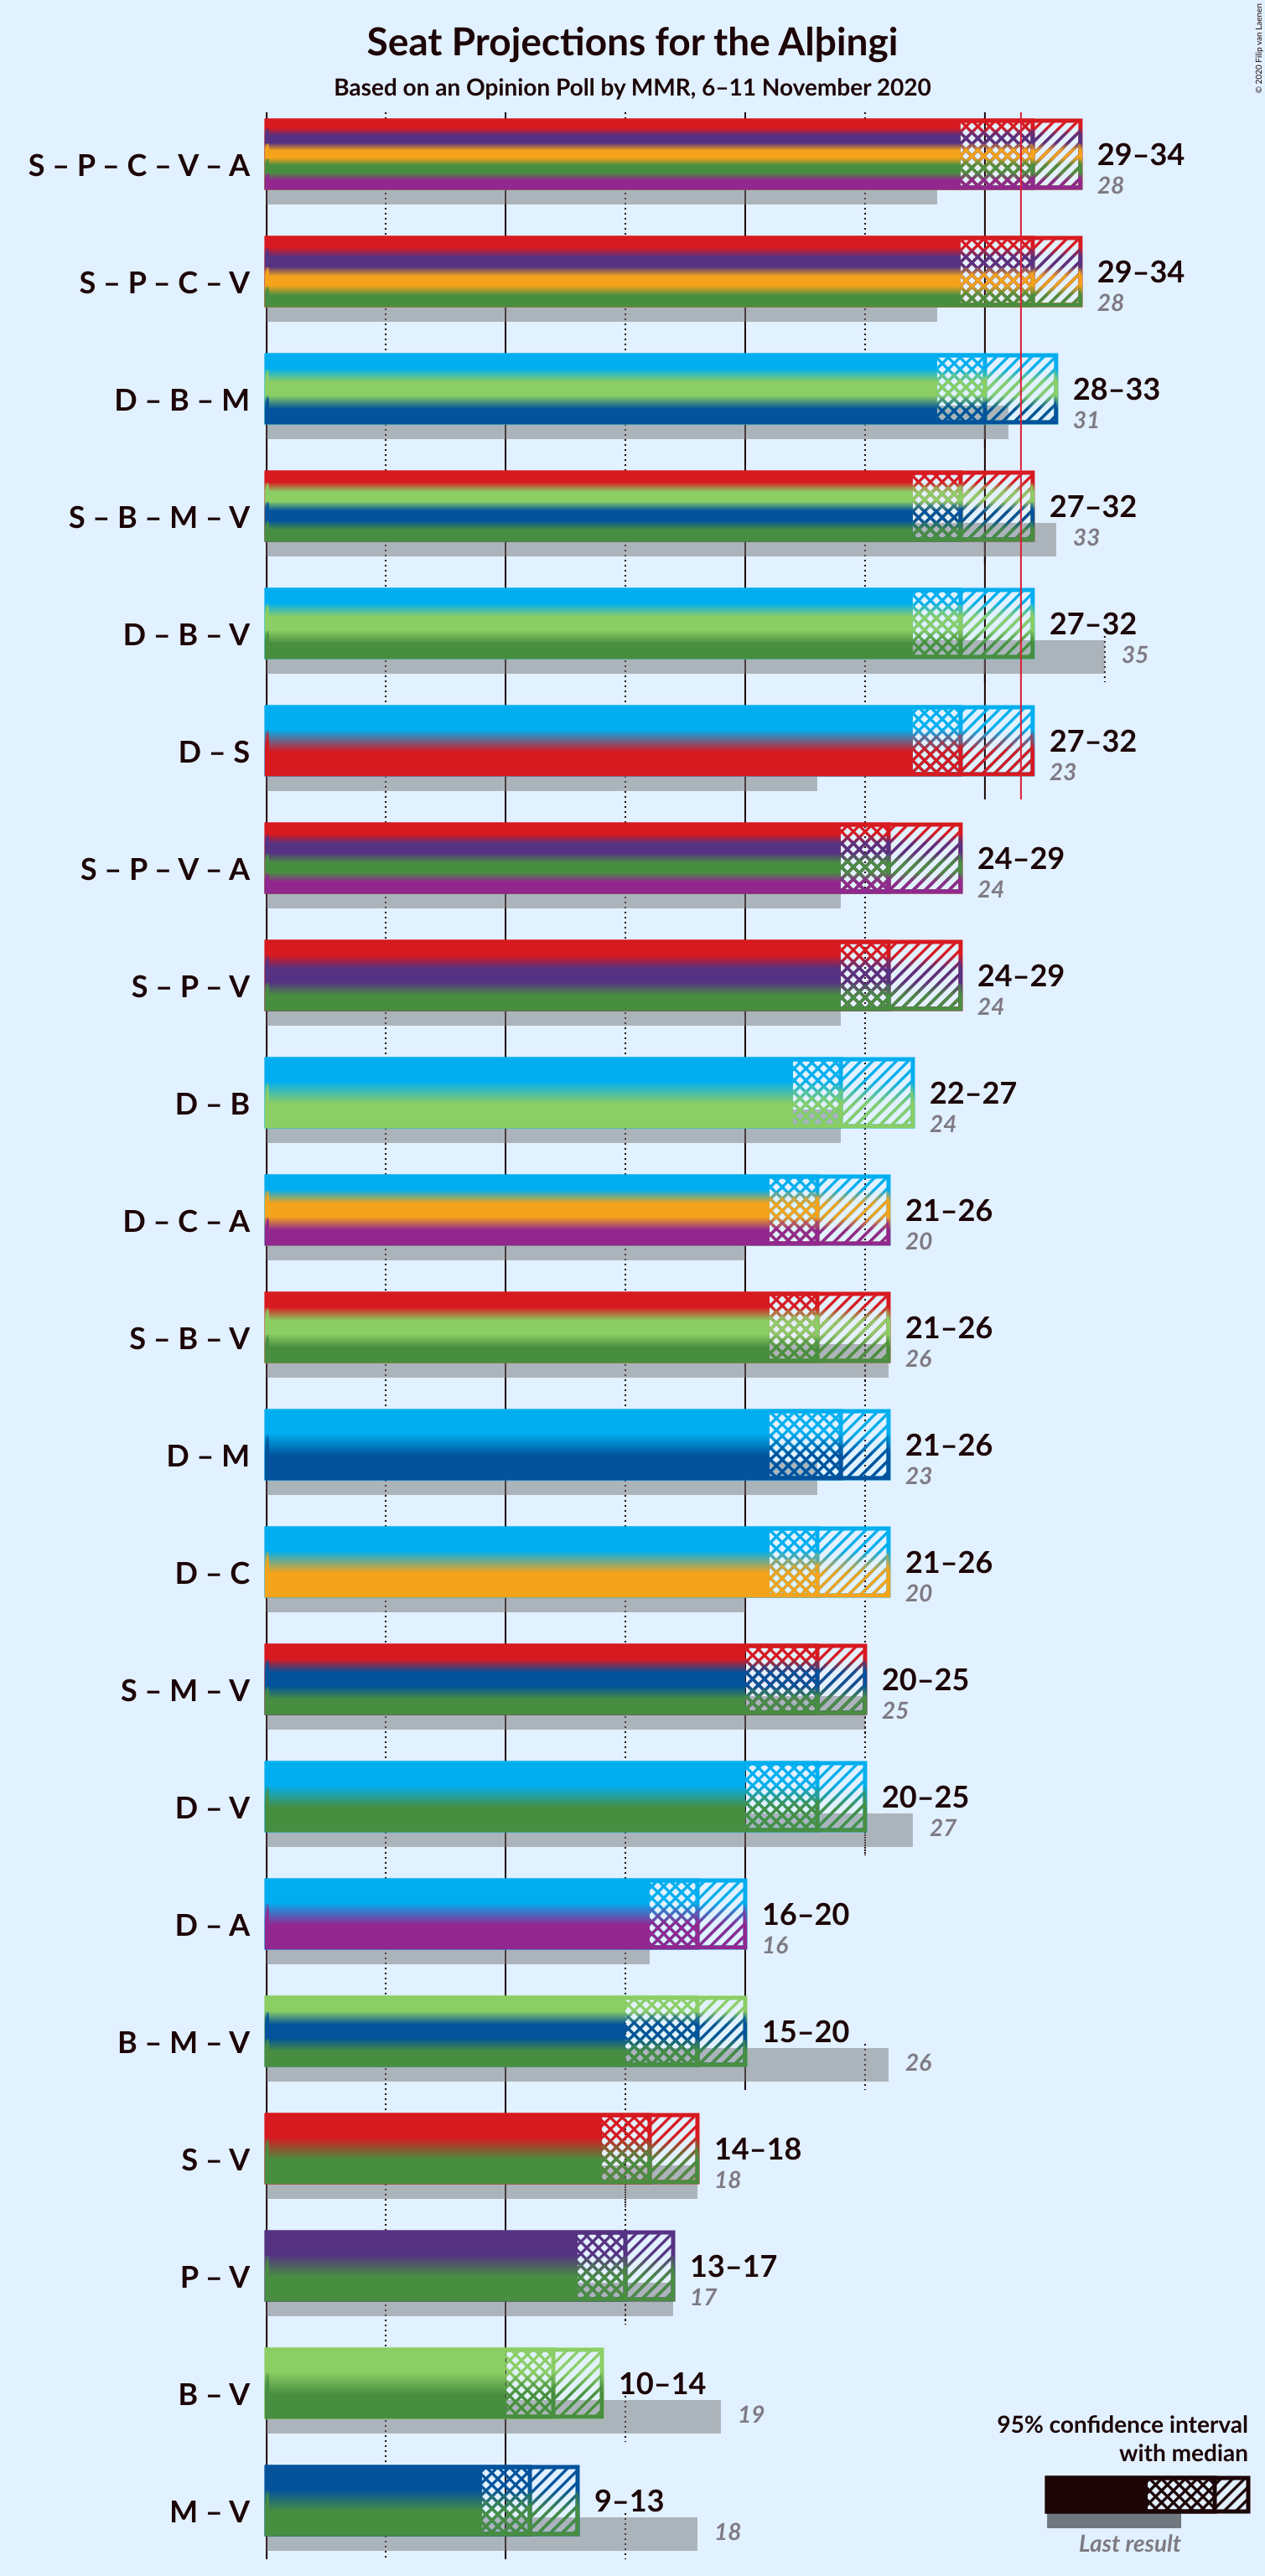 Seat Projections for the Alþingi
Based on an Opinion Poll by MMR, 6–11 November 2020
© 2020 Filip van Laenen
S – P – C – V – A
29–34
28
S – P – C – V
29–34
28
D – B – M
28–33
31
S – B – M – V
27–32
33
D – B – V
27–32
35
D – S
27–32
23
S – P – V – A
24–29
24
S – P – V
24–29
24
D – B
22–27
24
D – C – A
21–26
20
S – B – V
21–26
26
D – M
21–26
23
D – C
21–26
20
S – M – V
20–25
25
D – V
20–25
27
D – A
16–20
16
B – M – V
15–20
26
S – V
14–18
18
P – V
13–17
17
B – V
10–14
19
M – V
9–13
18
95% confidence interval
with median
Last result